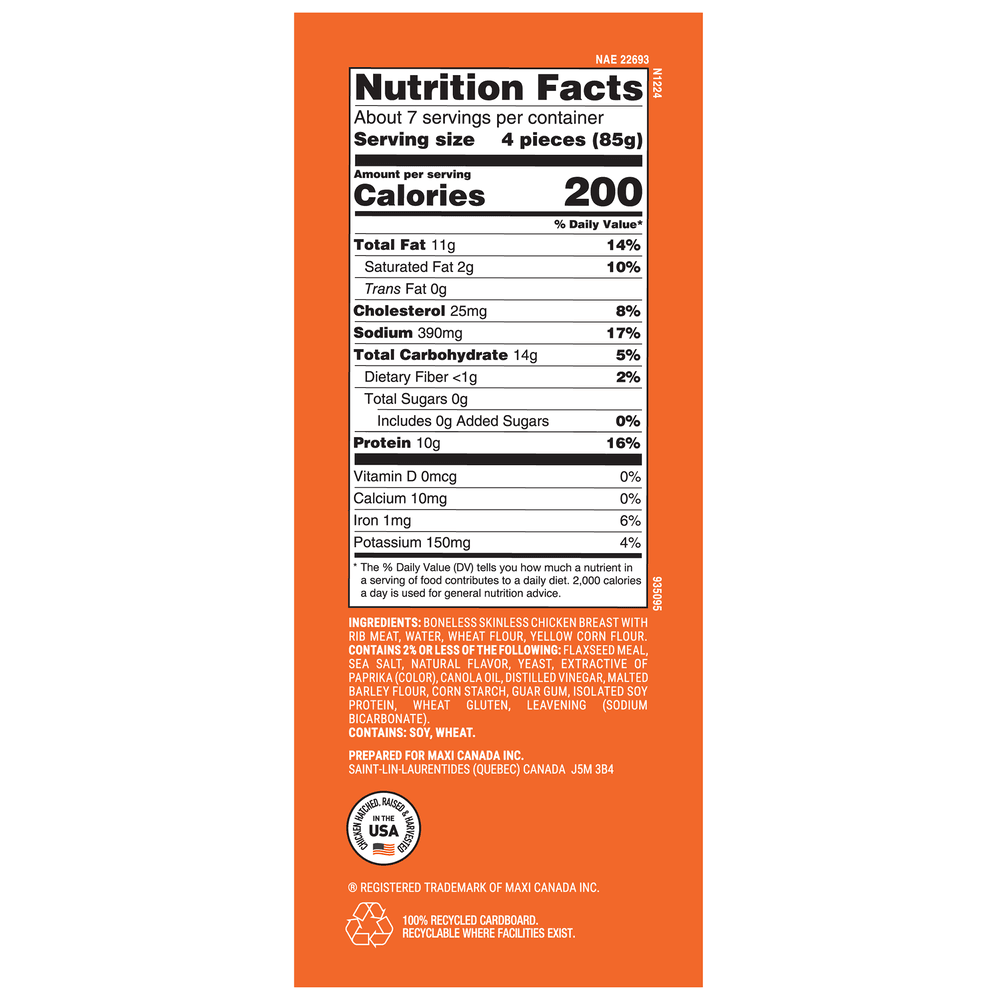 NAE 22693
N1224
Nutrition Facts
About 7 servings per container
Serving size 4 pieces (85g)
Amount per serving
Calories 200
% Daily Value*
Total Fat 11g 14%
Saturated Fat 2g 10%
Trans Fat 0g
Cholesterol 25mg 8%
Sodium 390mg 17%
Total Carbohydrate 14g 5%
Dietary Fiber <1g 2%
Total Sugars 0g
Includes 0g Added Sugars 0%
Protein 10g 16%
Vitamin D 0mcg 0%
Calcium 10mg 0%
Iron 1mg 6%
Potassium 150mg 4%
* The % Daily Value (DV) tells you how much a nutrient in
a serving of food contributes to a daily diet. 2,000 calories
a day is used for general nutrition advice.
935095
INGREDIENTS: BONELESS SKINLESS CHICKEN BREAST WITH
RIB MEAT, WATER, WHEAT FLOUR, YELLOW CORN FLOUR.
CONTAINS 2% OR LESS OF THE FOLLOWING: FLAXSEED MEAL,
SEA SALT, NATURAL FLAVOR, YEAST, EXTRACTIVE OF
PAPRIKA (COLOR), CANOLA OIL, DISTILLED VINEGAR, MALTED
BARLEY FLOUR, CORN STARCH, GUAR GUM, ISOLATED SOY
PROTEIN, WHEAT GLUTEN, LEAVENING (SODIUM
BICARBONATE).
CONTAINS: SOY, WHEAT.
PREPARED FOR MAXI CANADA INC.
SAINT-LIN-LAURENTIDES (QUEBEC) CANADA J5M 3B4
CHICKEN HATCHED, RAISED & HARVESTED
IN THE
USA
® REGISTERED TRADEMARK OF MAXI CANADA INC.
100% RECYCLED CARDBOARD.
RECYCLABLE WHERE FACILITIES EXIST.